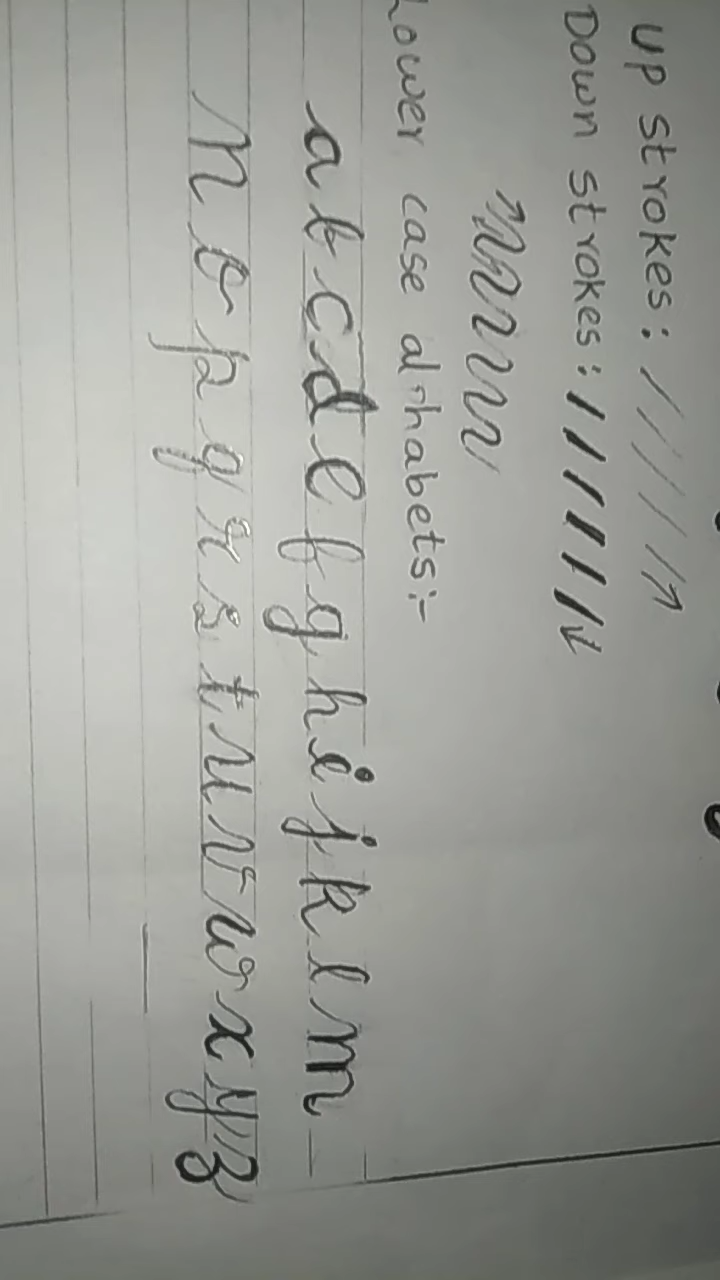 Up strokes:
Down strokes:
Lower case alphabets:-
a b c d e f g h i j k l m
n o p q r s t u v w x y z